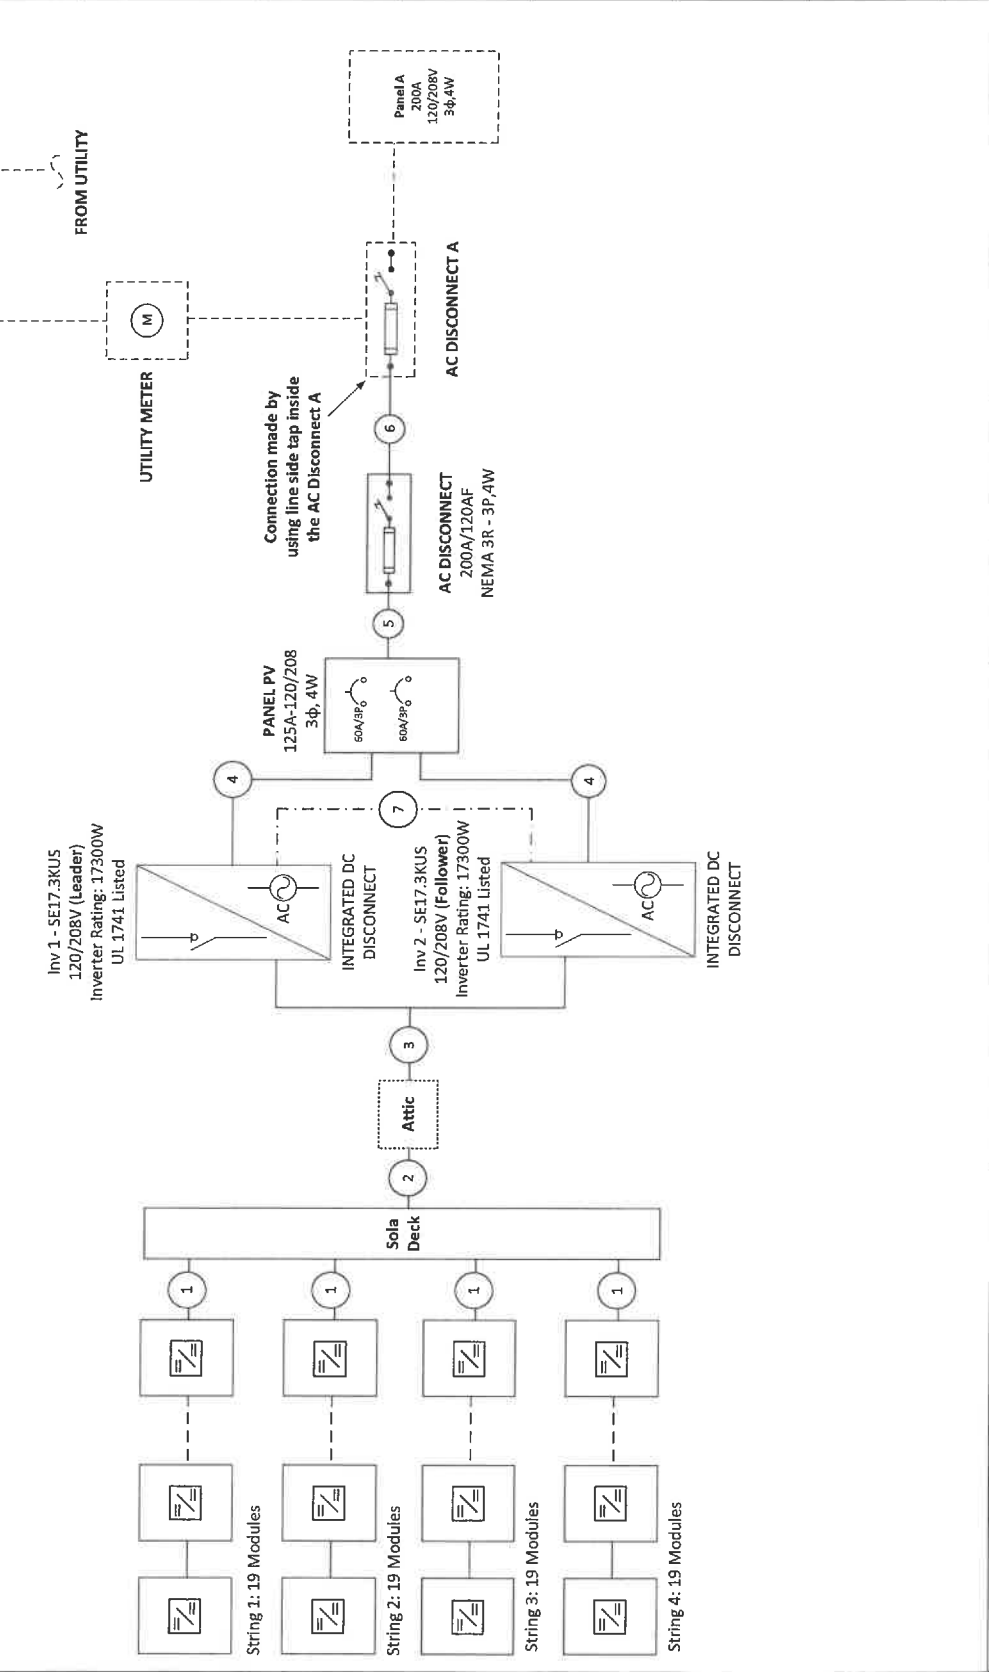 FROM UTILITY
Panel A
200A
120/208V
3ϕ,4W
M
UTILITY METER
AC DISCONNECT A
Connection made by
using line side tap inside
the AC Disconnect A
6
AC DISCONNECT
200A/120AF
NEMA 3R - 3P,4W
5
PANEL PV
125A-120/208
3ϕ, 4W
60A/3P
60A/3P
4
4
7
Inv 1 - SE17.3KUS
120/208V (Leader)
Inverter Rating: 17300W
UL 1741 Listed
AC
INTEGRATED DC
DISCONNECT
Inv 2 - SE17.3KUS
120/208V (Follower)
Inverter Rating: 17300W
UL 1741 Listed
AC
INTEGRATED DC
DISCONNECT
3
Attic
2
Sola
Deck
1
1
1
1
String 1: 19 Modules
String 2: 19 Modules
String 3: 19 Modules
String 4: 19 Modules